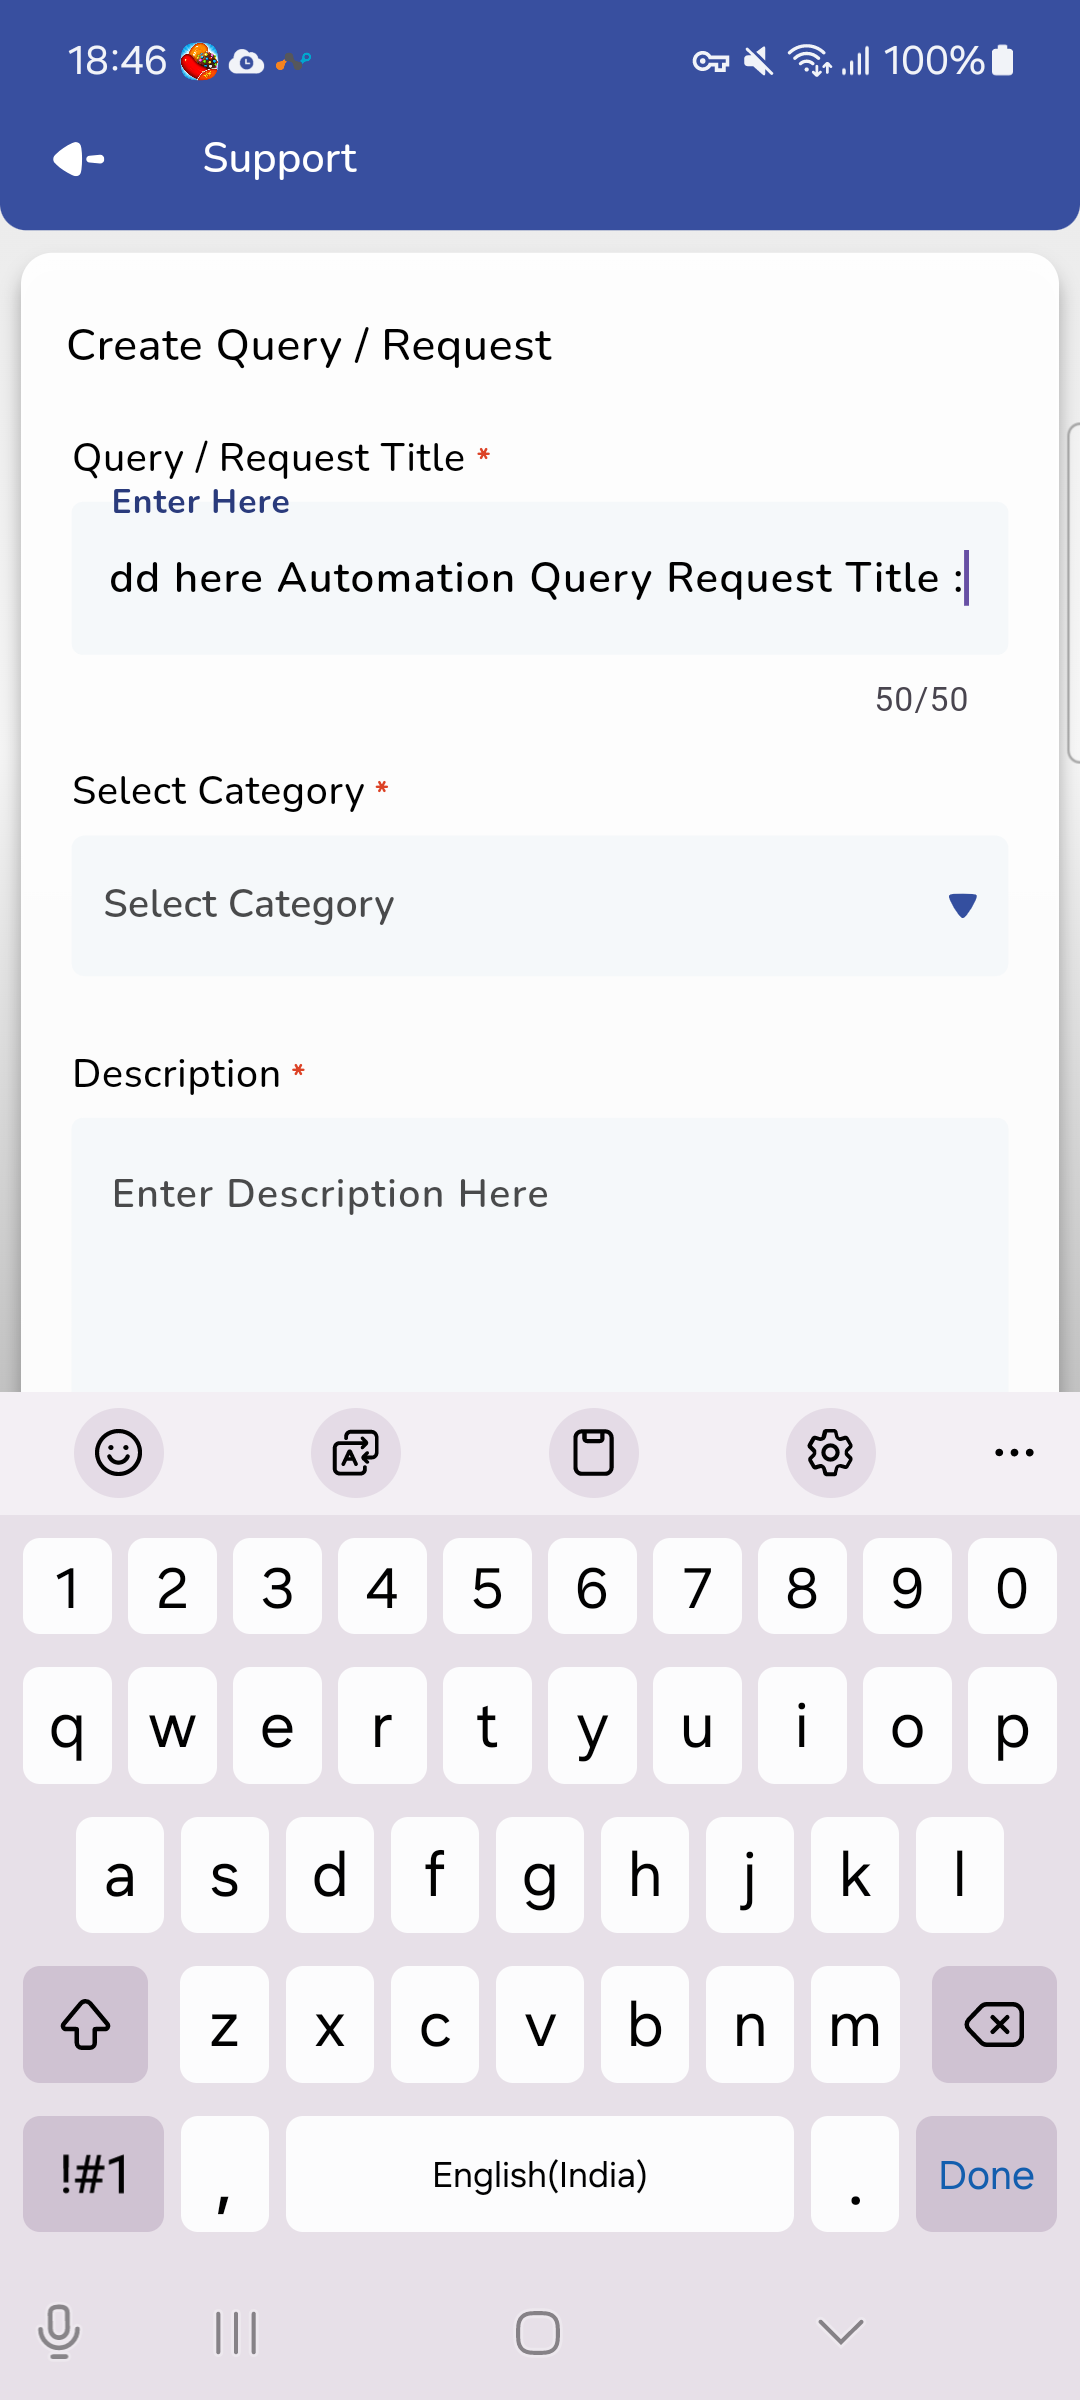 18:46
100%
Support
Create Query / Request
Query / Request Title *
Enter Here
dd here Automation Query Request Title :
50/50
Select Category *
Select Category
Description *
Enter Description Here
1 2 3 4 5 6 7 8 9 0
q w e r t y u i o p
a s d f g h j k l
z x c v b n m
!#1 , English(India) . Done